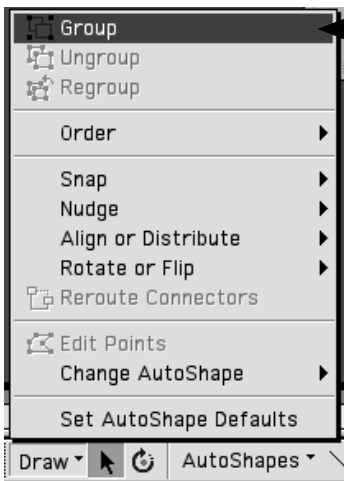 Group
Ungroup
Regroup
Order
Snap
Nudge
Align or Distribute
Rotate or Flip
Reroute Connectors
Edit Points
Change AutoShape
Set AutoShape Defaults
Draw AutoShapes